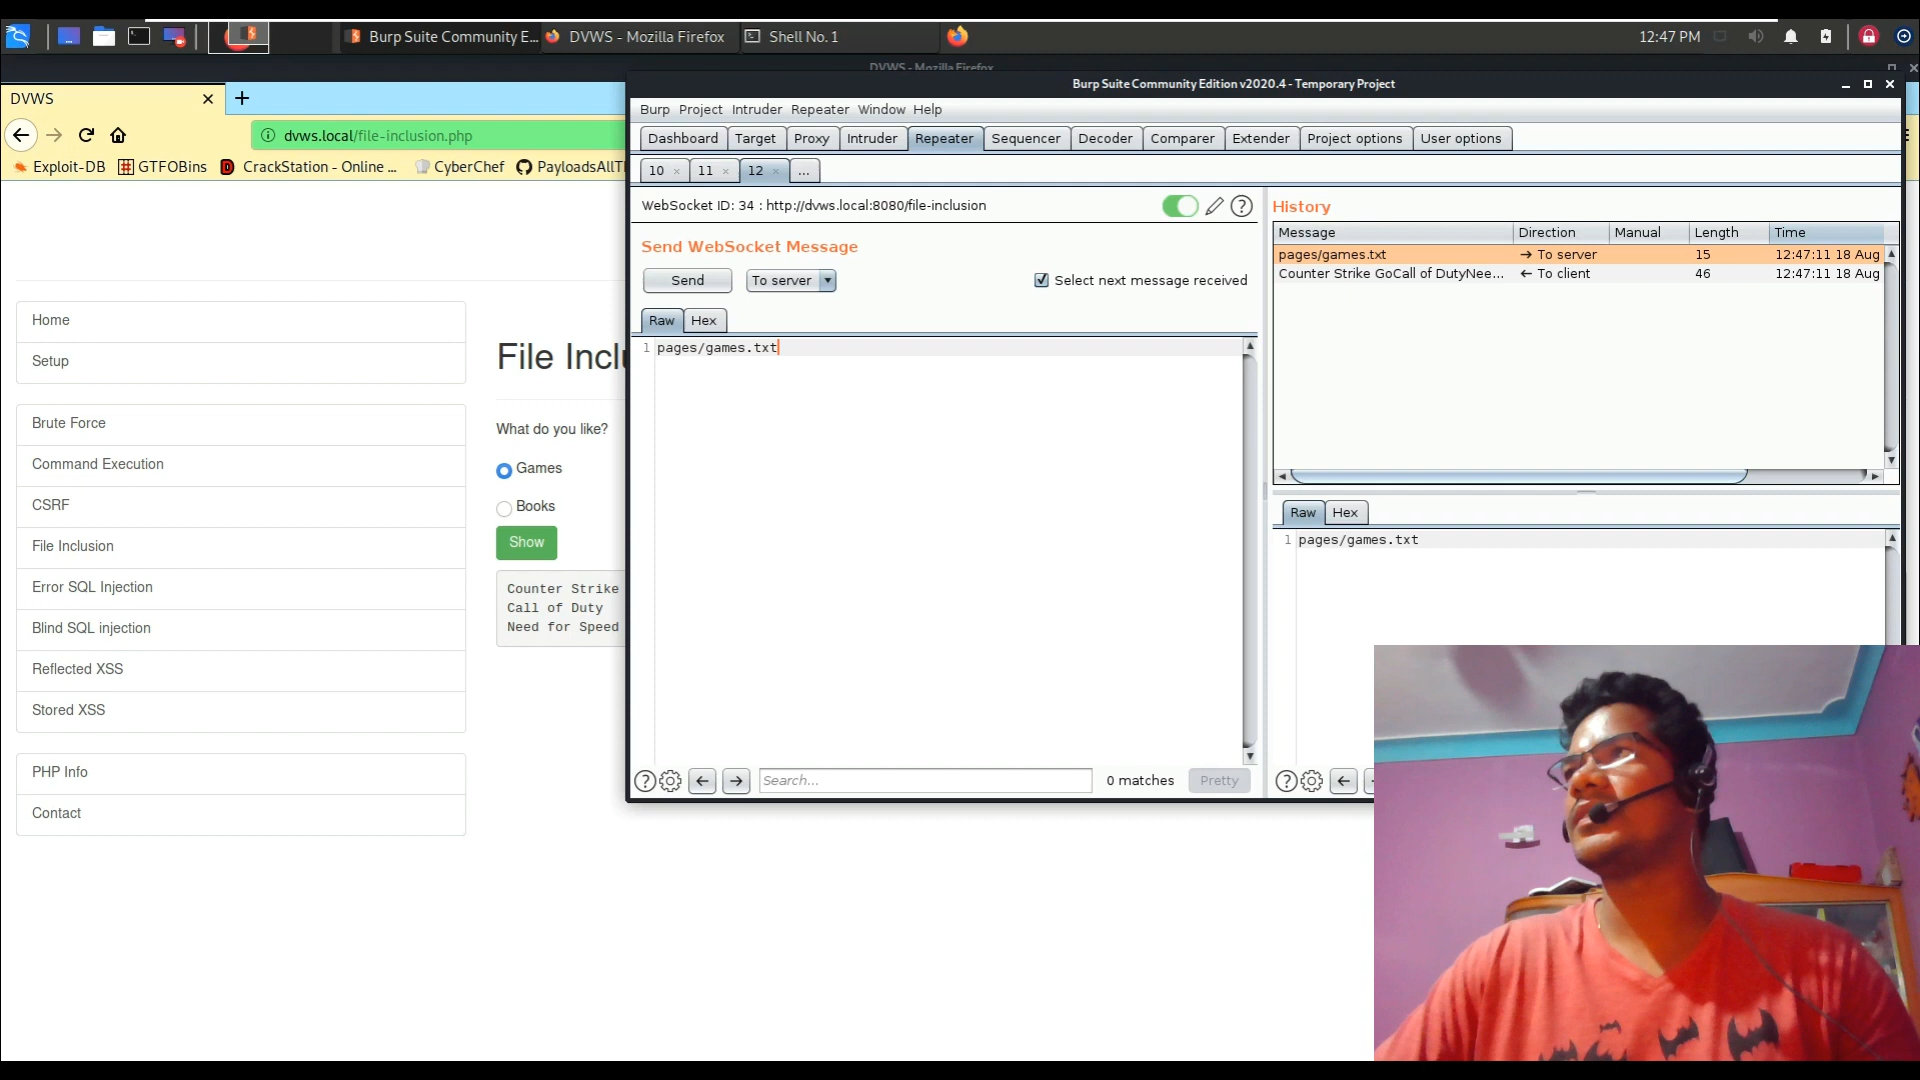 Burp Suite Community E...
DVWS - Mozilla Firefox
Shell No. 1
12:47 PM
DVWS - Mozilla Firefox
DVWS
dvws.local/file-inclusion.php
Exploit-DB
GTFOBins
CrackStation - Online ...
CyberChef
PayloadsAllT
Home
Setup
Brute Force
Command Execution
CSRF
File Inclusion
Error SQL Injection
Blind SQL injection
Reflected XSS
Stored XSS
PHP Info
Contact
File Incl
What do you like?
Games
Books
Show
Counter Strike
Call of Duty
Need for Speed
Burp Suite Community Edition v2020.4 - Temporary Project
Burp Project Intruder Repeater Window Help
Dashboard Target Proxy Intruder Repeater Sequencer Decoder Comparer Extender Project options User options
10 × 11 × 12 × ...
WebSocket ID: 34 : http://dvws.local:8080/file-inclusion
Send WebSocket Message
Send To server Select next message received
Raw Hex
1 pages/games.txt
Search... 0 matches Pretty
History
Message Direction Manual Length Time
pages/games.txt → To server 15 12:47:11 18 Aug
Counter Strike GoCall of DutyNee... ← To client 46 12:47:11 18 Aug
Raw Hex
1 pages/games.txt